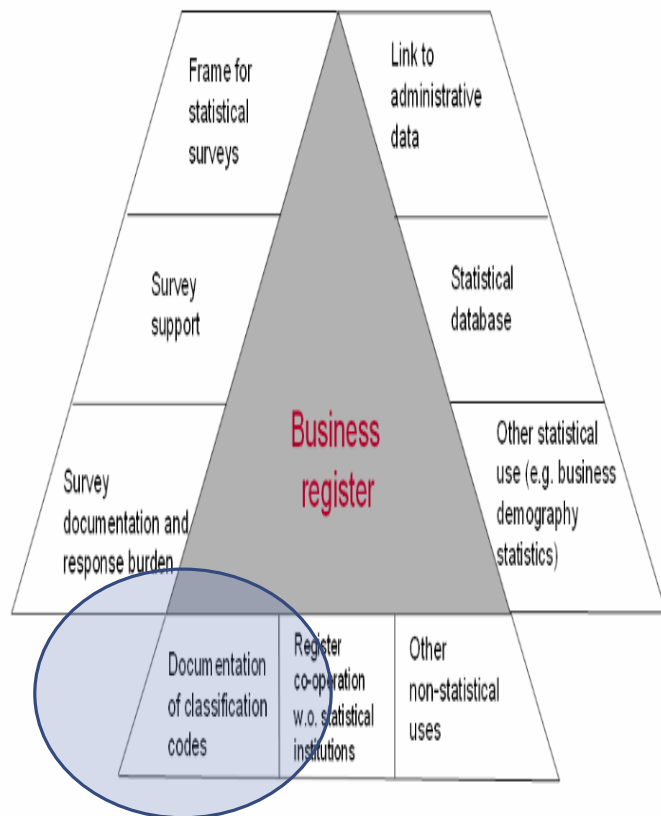 Frame for
statistical
surveys
Link to
administrative
data
Survey
support
Statistical
database
Business
register
Survey
documentation and
response burden
Other statistical
use (e.g. business
demography
statistics)
Documentation
of classification
codes
Register
co-operation
w.o. statistical
institutions
Other
non-statistical
uses